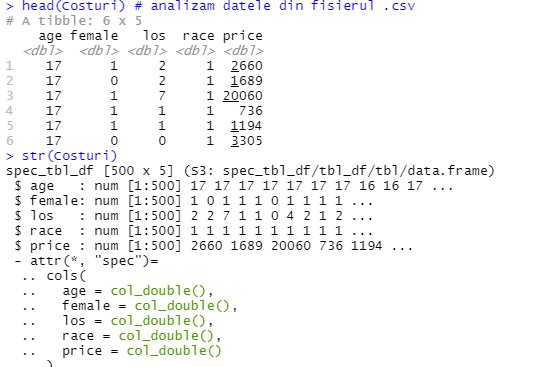 > head(Costuri) # analizam datele din fisierul .csv
# A tibble: 6 x 5
age female los race price
<dbl> <dbl> <dbl> <dbl> <dbl>
1 17 1 2 1 2660
2 17 0 2 1 1689
3 17 1 7 1 20060
4 17 1 1 1 736
5 17 1 1 1 1194
6 17 0 0 1 3305
> str(Costuri)
spec_tbl_df [500 x 5] (S3: spec_tbl_df/tbl_df/tbl/data.frame)
$ age : num [1:500] 17 17 17 17 17 17 17 16 16 17 ...
$ female: num [1:500] 1 0 1 1 1 0 1 1 1 1 ...
$ los : num [1:500] 2 2 7 1 1 0 4 2 1 2 ...
$ race : num [1:500] 1 1 1 1 1 1 1 1 1 1 ...
$ price : num [1:500] 2660 1689 20060 736 1194 ...
- attr(*, "spec")=
.. cols(
.. age = col_double(),
.. female = col_double(),
.. los = col_double(),
.. race = col_double(),
.. price = col_double()
.. )